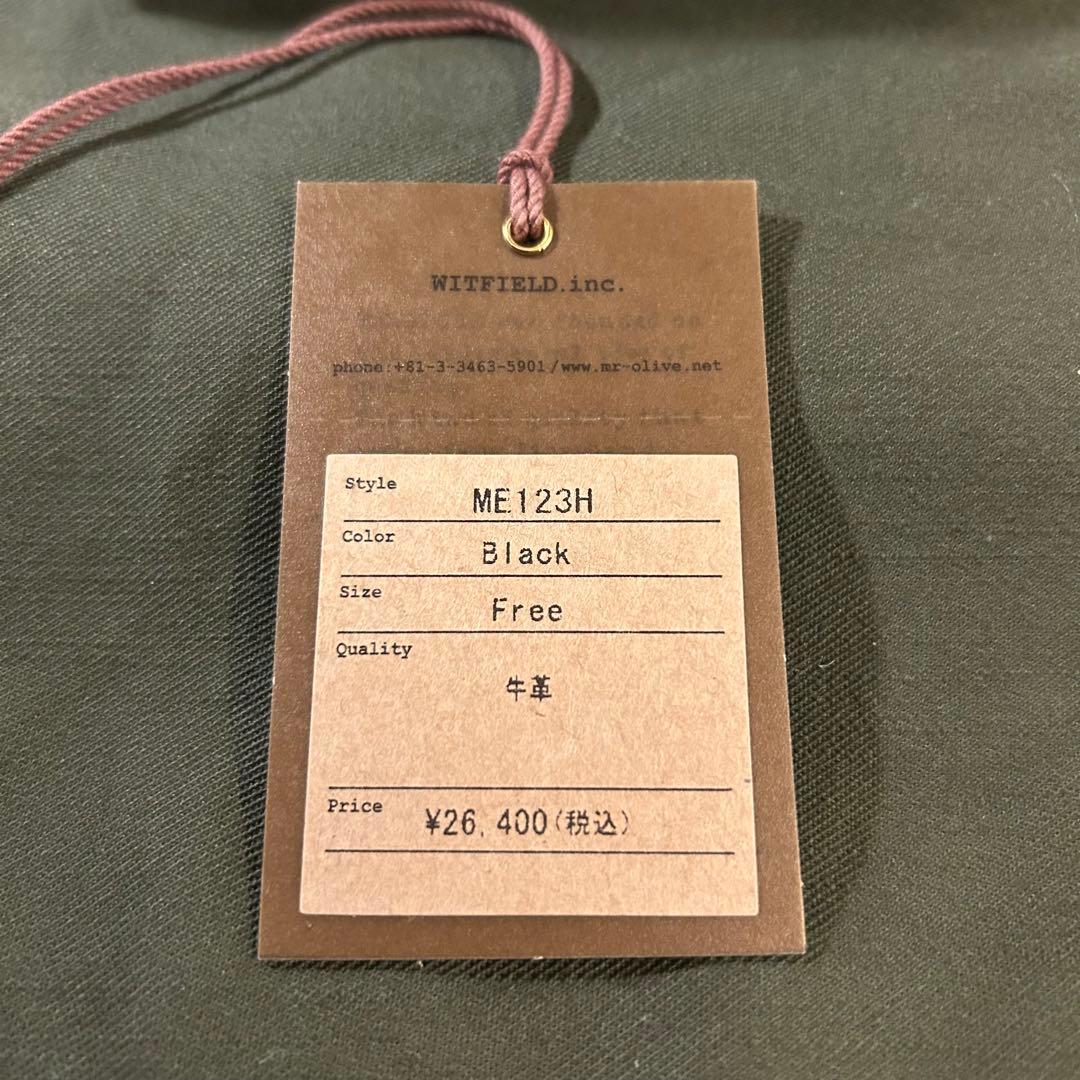 WITFIELD.inc.
phone:+81-3-3463-5901/www.mr-olive.net
Style ME123H
Color Black
Size Free
Quality
牛革
Price ¥26,400(税込)